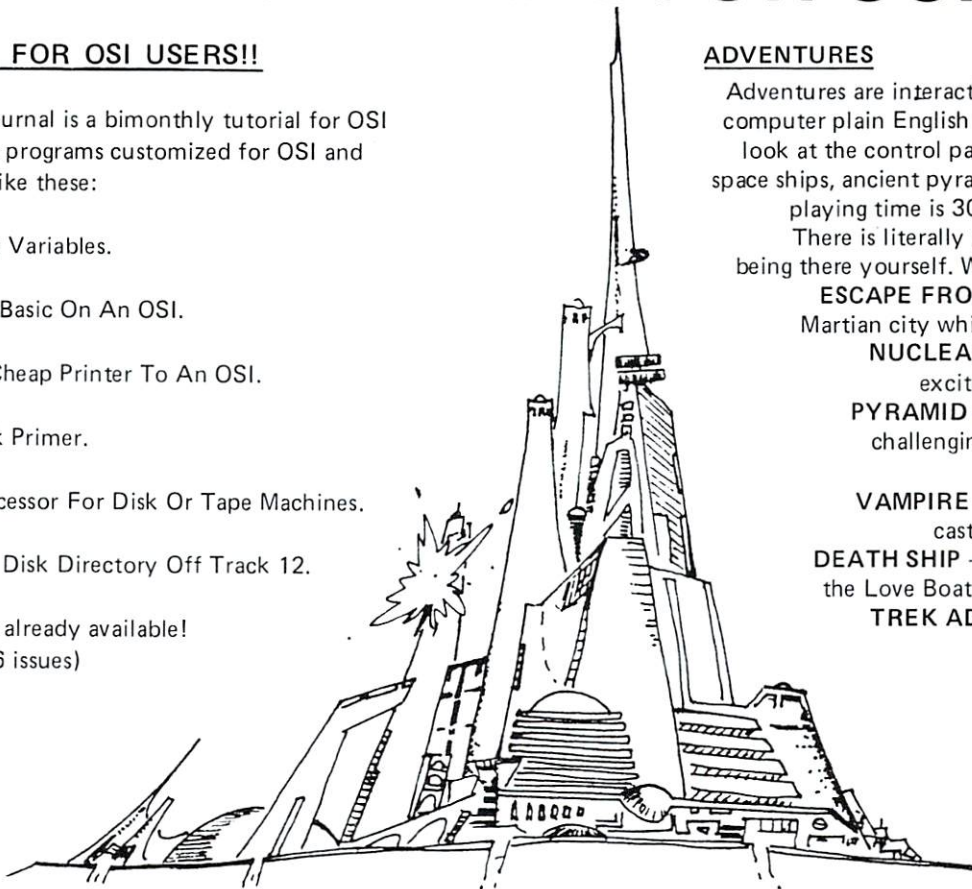 FOR OSI USERS!!
urnal is a bimonthly tutorial for OSI
programs customized for OSI and
ike these:
Variables.
Basic On An OSI.
Cheap Printer To An OSI.
Primer.
cessor For Disk Or Tape Machines.
Disk Directory Off Track 12.
already available!
6 issues)
ADVENTURES
Adventures are interact
computer plain English
look at the control pa
space ships, ancient pyra
playing time is 30
There is literally
being there yourself. W
ESCAPE FRO
Martian city whi
NUCLEA
excit
PYRAMID
challengin
VAMPIRE
cast
DEATH SHIP -
the Love Boat
TREK AD